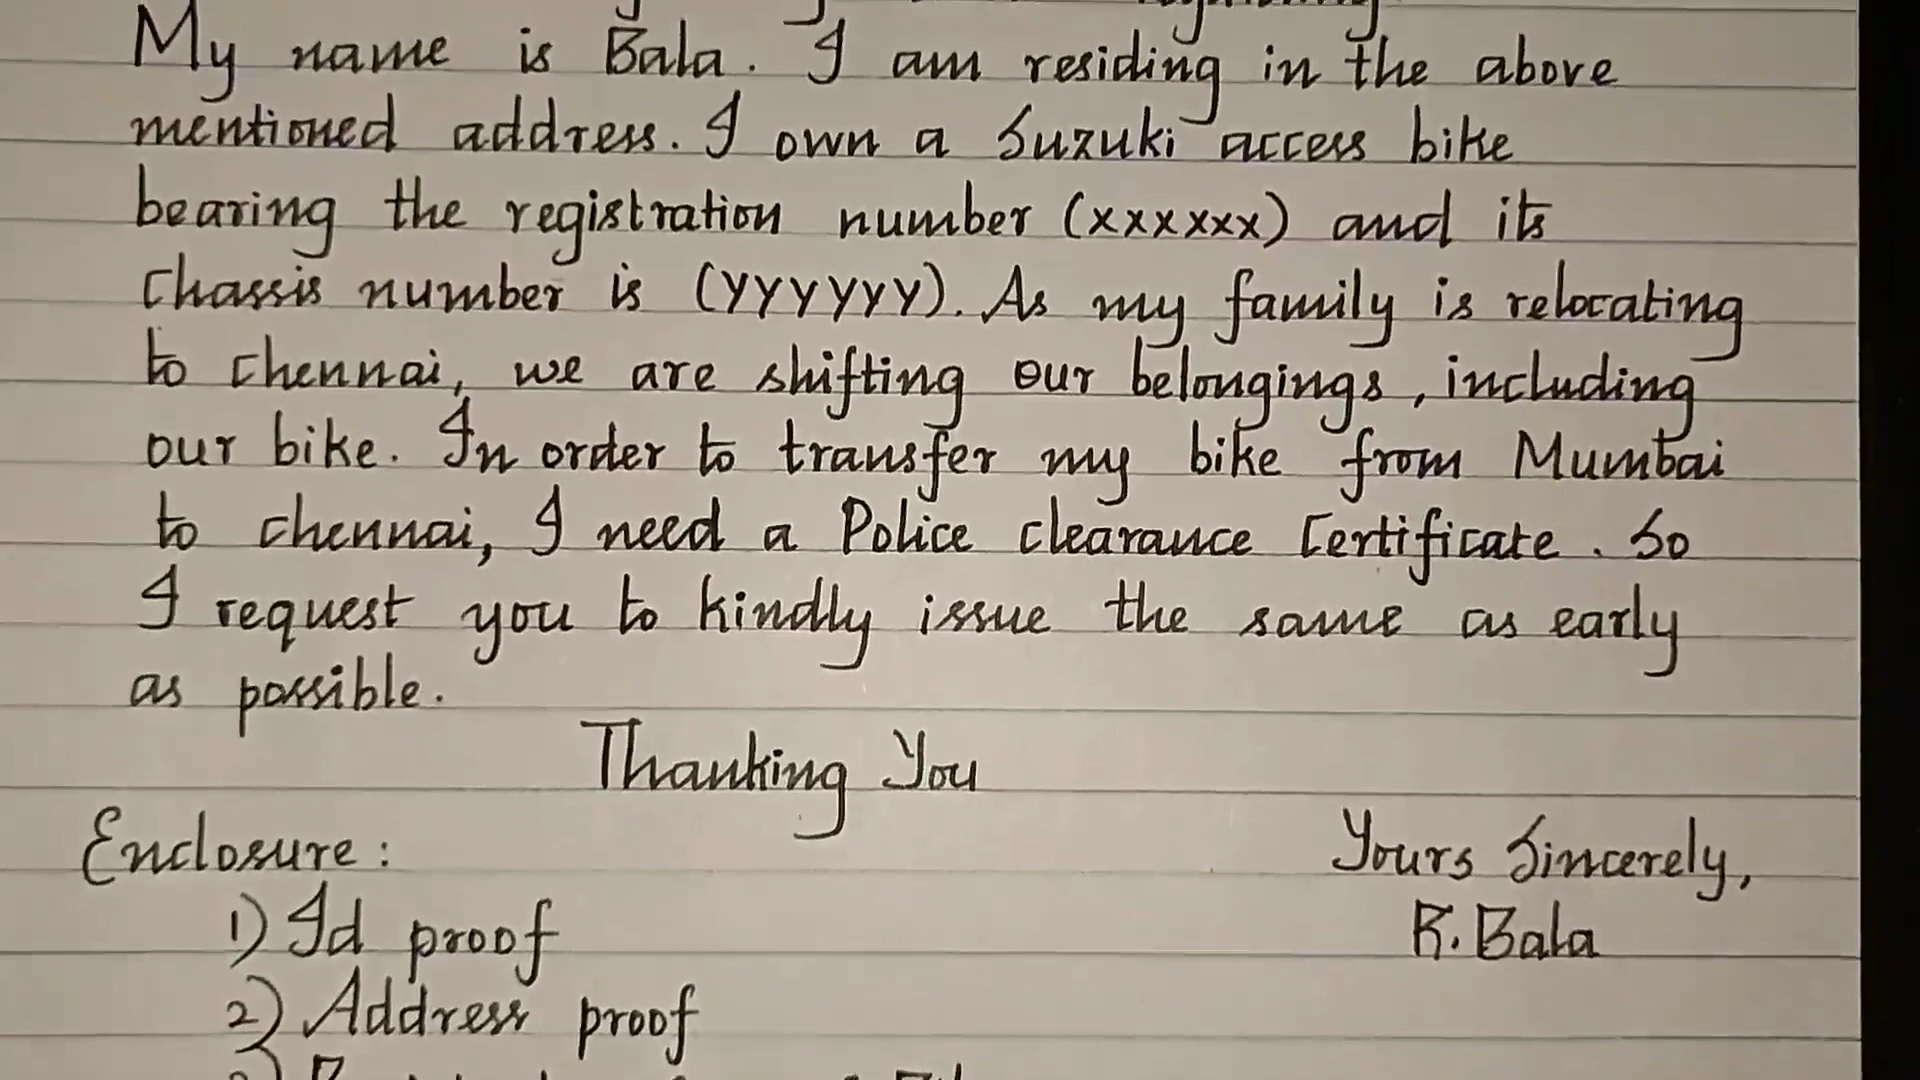 My name is Bala. I am residing in the above
mentioned address. I own a Suzuki access bike
bearing the registration number (xxxxxx) and its
Chassis number is (YYYYYY). As my family is relocating
to chennai, we are shifting our belongings, including
our bike. In order to transfer my bike from Mumbai
to chennai, I need a Police clearance Certificate. So
I request you to kindly issue the same as early
as possible.
Thanking You
Enclosure:
Yours Sincerely,
1) Id proof
R. Bala
2) Address proof